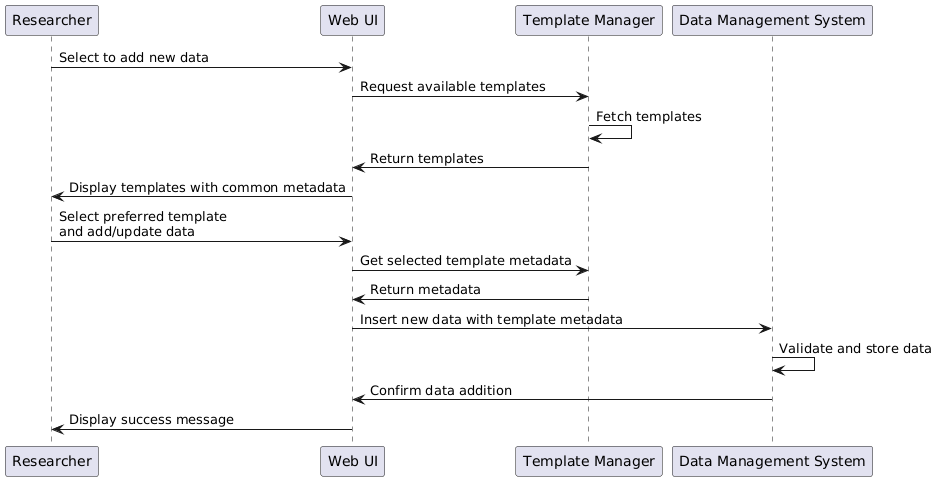 Researcher
Web UI
Template Manager
Data Management System
Select to add new data
Request available templates
Fetch templates
Return templates
Display templates with common metadata
Select preferred template
and add/update data
Get selected template metadata
Return metadata
Insert new data with template metadata
Validate and store data
Confirm data addition
Display success message
Researcher
Web UI
Template Manager
Data Management System